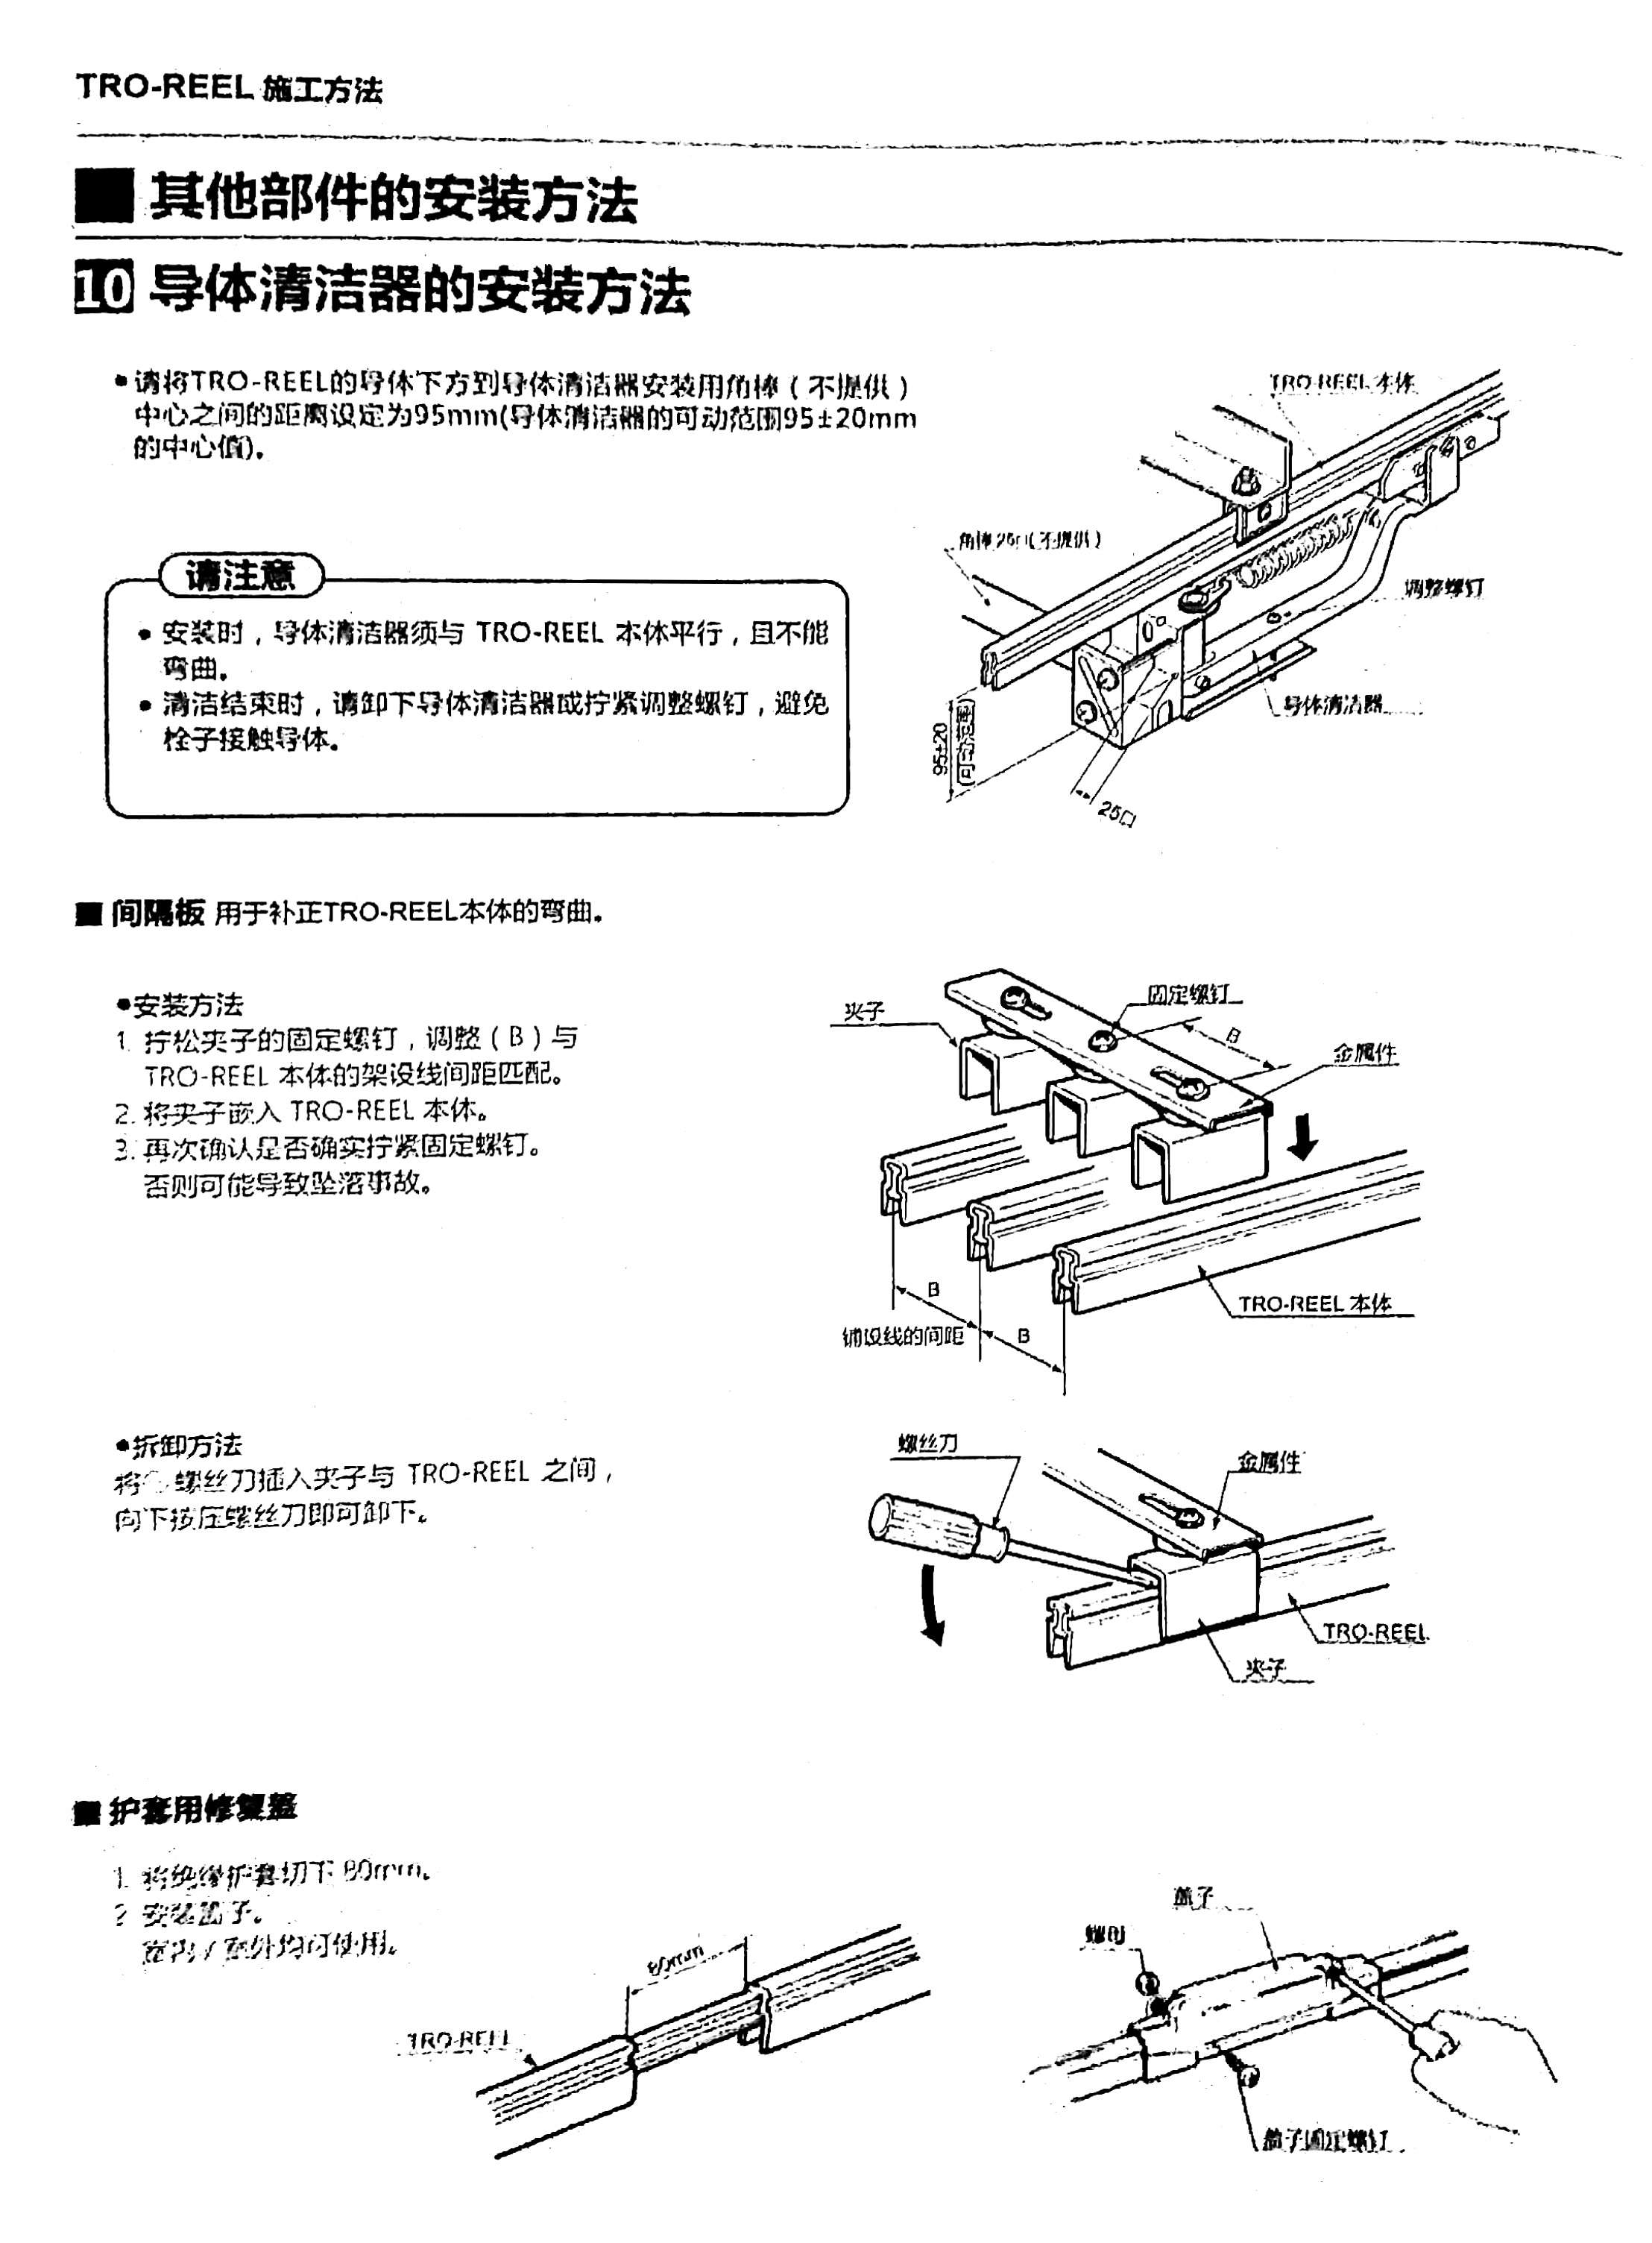 TRO-REEL 施工方法
其他部件的安装方法
10 导体清洁器的安装方法
• 请将TRO-REEL的导体下方到导体清洁器安装用角棒（不提供）
中心之间的距离设定为95mm(导体清洁器的可动范围95±20mm
的中心值)。
TRO-REEL 本体
(不提供)
调整螺钉
导体清洁器
95±20
(可动范围)
25口
请注意
• 安装时，导体清洁器须与 TRO-REEL 本体平行，且不能
弯曲。
• 清洁结束时，请卸下导体清洁器或拧紧调整螺钉，避免
栓子接触导体。
■ 间隔板 用于补正TRO-REEL本体的弯曲。
•安装方法
1. 拧松夹子的固定螺钉，调整（B）与
TRO-REEL 本体的架设线间距匹配。
2. 将夹子嵌入 TRO-REEL 本体。
3. 再次确认是否确实拧紧固定螺钉。
否则可能导致坠落事故。
夹子
固定螺钉
B
金属件
B
B
铺设线的间距
TRO-REEL 本体
•拆卸方法
螺丝刀插入夹子与 TRO-REEL 之间，
向下按压螺丝刀即可卸下。
螺丝刀
金属件
TRO-REEL
夹子
■ 护套用修复盖
1. 将绝缘护套切下 80mm。
2. 安装盖子。
室内/室外均可使用。
80mm
TRO-REEL
盖子
螺母
盖子固定螺钉